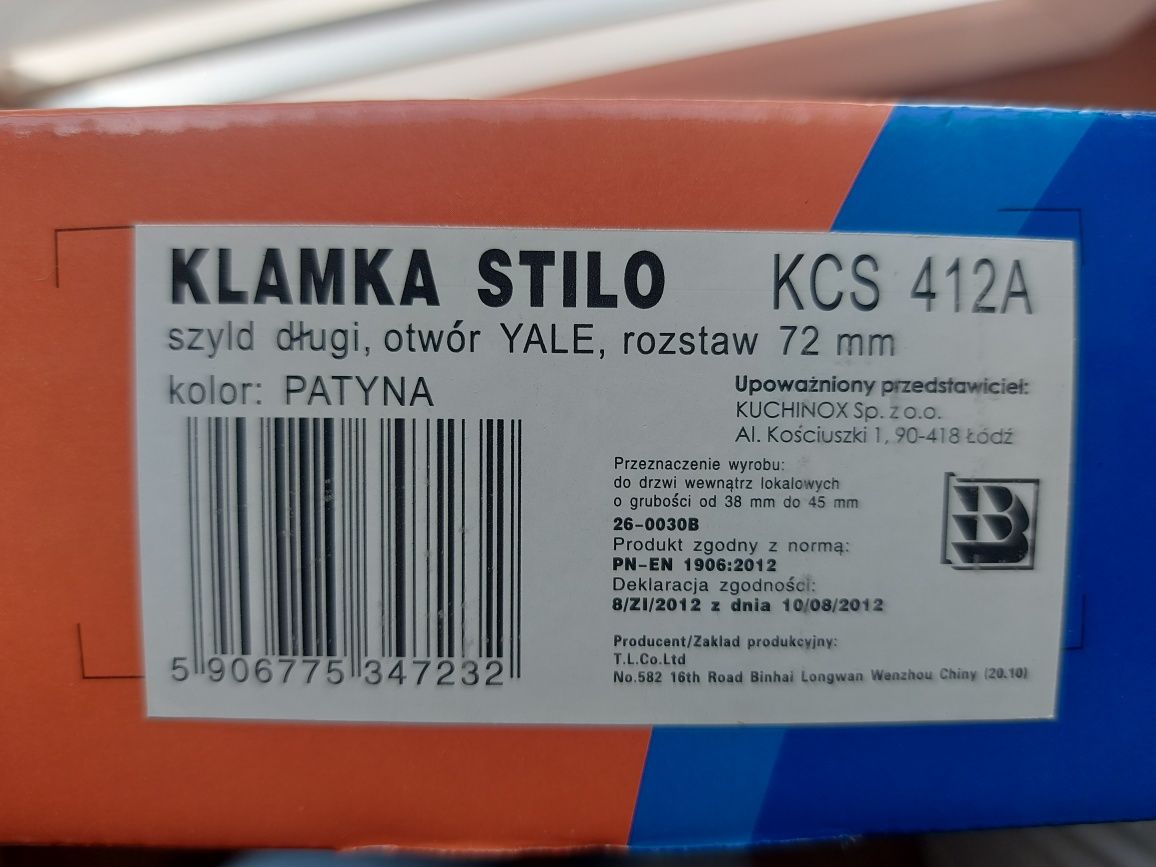 KLAMKA STILO KCS 412A
szyld długi, otwór YALE, rozstaw 72 mm
kolor: PATYNA
Upoważniony przedstawiciel:
KUCHINOX Sp. z o.o.
Al. Kościuszki 1, 90-418 Łódź
Przeznaczenie wyrobu:
do drzwi wewnątrz lokalowych
o grubości od 38 mm do 45 mm
26-0030B
Produkt zgodny z normą:
PN-EN 1906:2012
Deklaracja zgodności:
8/ZI/2012 z dnia 10/08/2012
Producent/Zaklad produkcyjny:
T.L.Co.Ltd
No.582 16th Road Binhai Longwan Wenzhou Chiny (20.10)
5 906775 347232
B